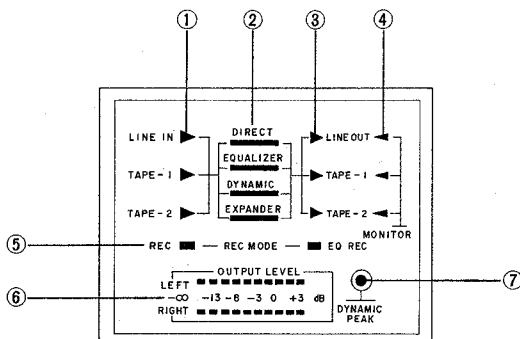 ① ② ③ ④
DIRECT
LINE IN LINE OUT
EQUALIZER
TAPE-1 TAPE-1
DYNAMIC
TAPE-2 EXPANDER TAPE-2
MONITOR
⑤ REC REC MODE EQ REC
OUTPUT LEVEL ⑦
LEFT
⑥ -∞ -13 -8 -3 0 +3 dB
RIGHT
DYNAMIC
PEAK